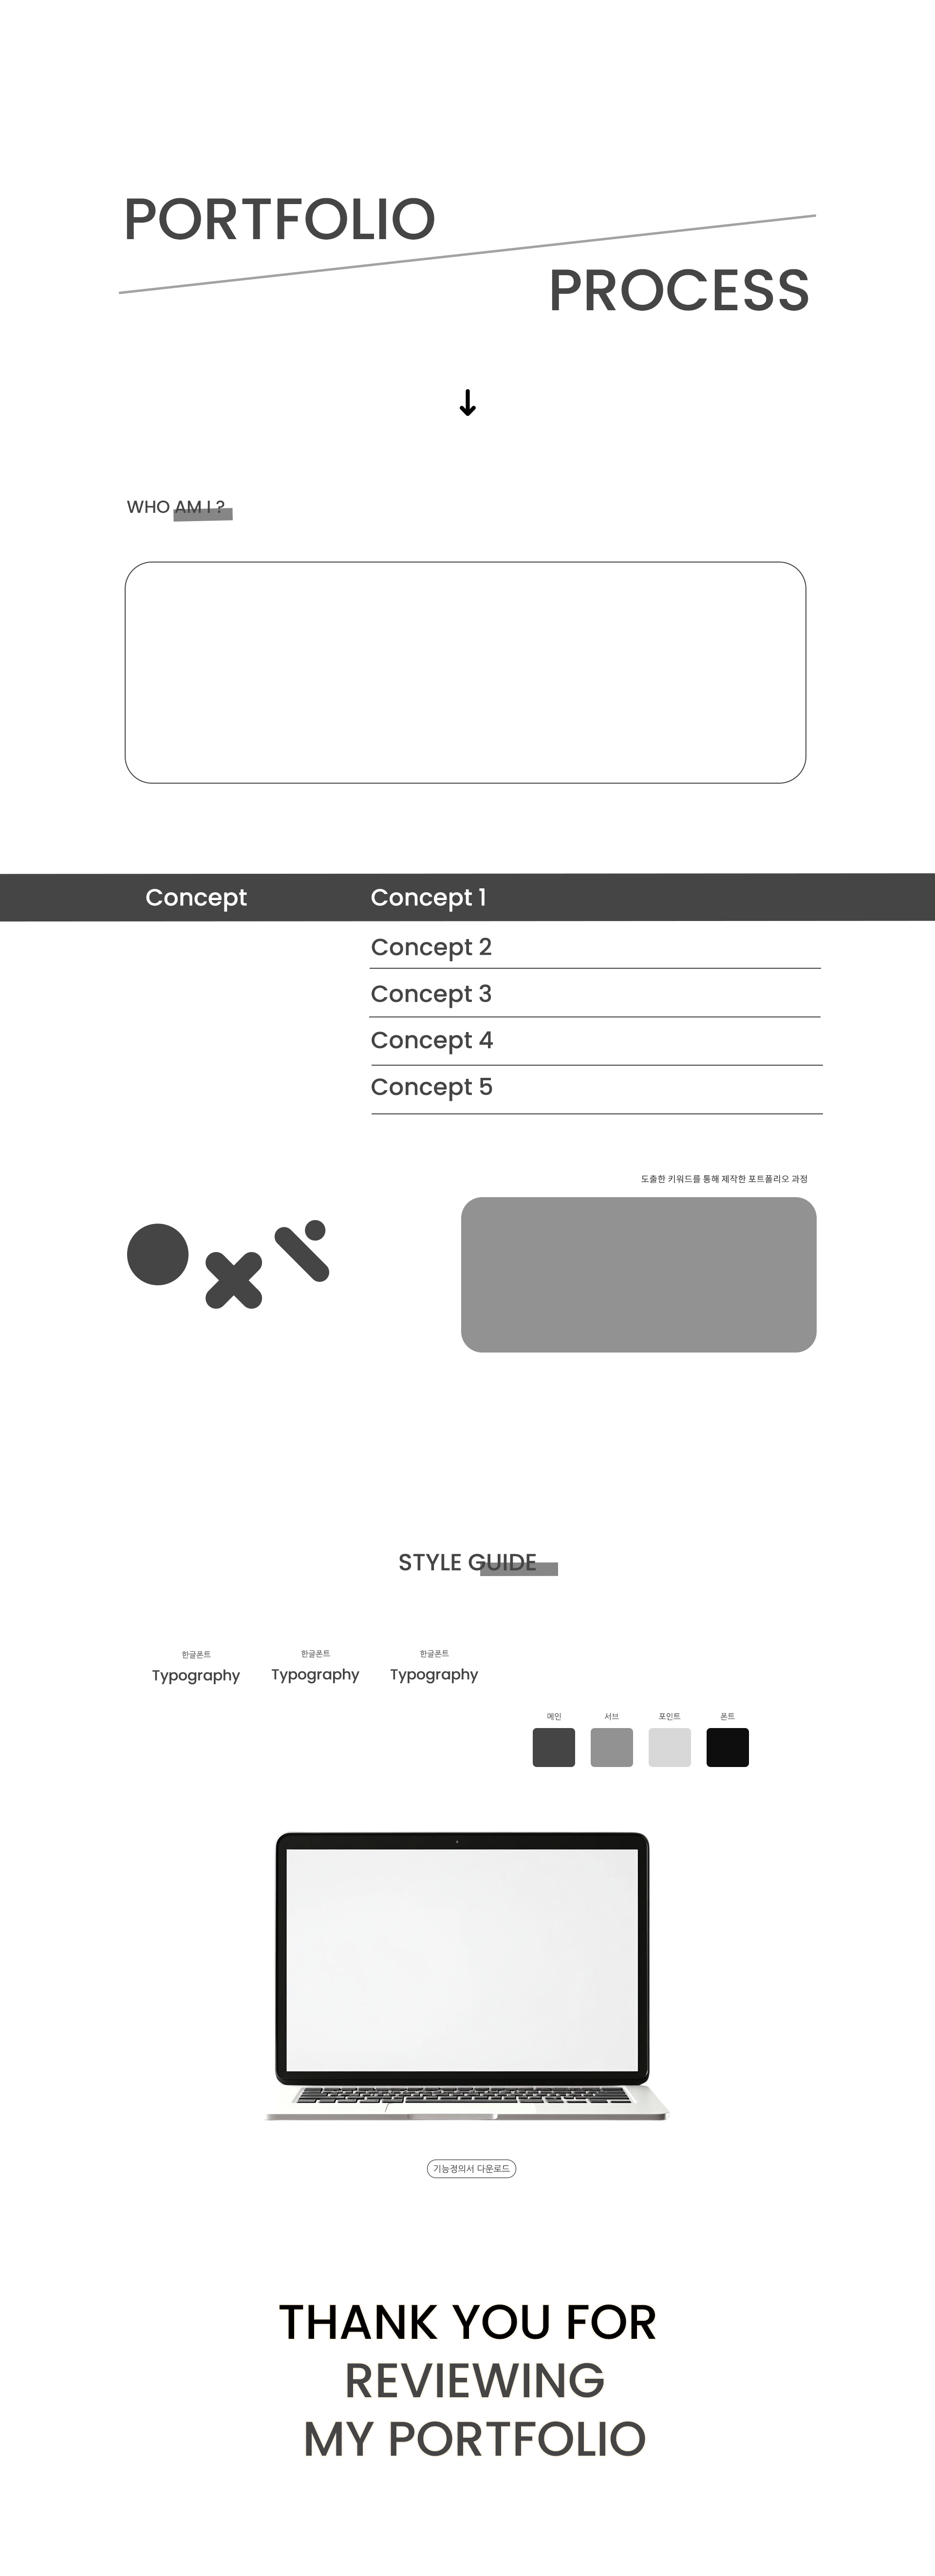 PORTFOLIO
PROCESS
WHO AM I ?
Concept
Concept 1
Concept 2
Concept 3
Concept 4
Concept 5
도출한 키워드를 통해 제작한 포트폴리오 과정
STYLE GUIDE
한글폰트
Typography
한글폰트
Typography
한글폰트
Typography
메인
서브
포인트
폰트
기능정의서 다운로드
THANK YOU FOR
REVIEWING
MY PORTFOLIO